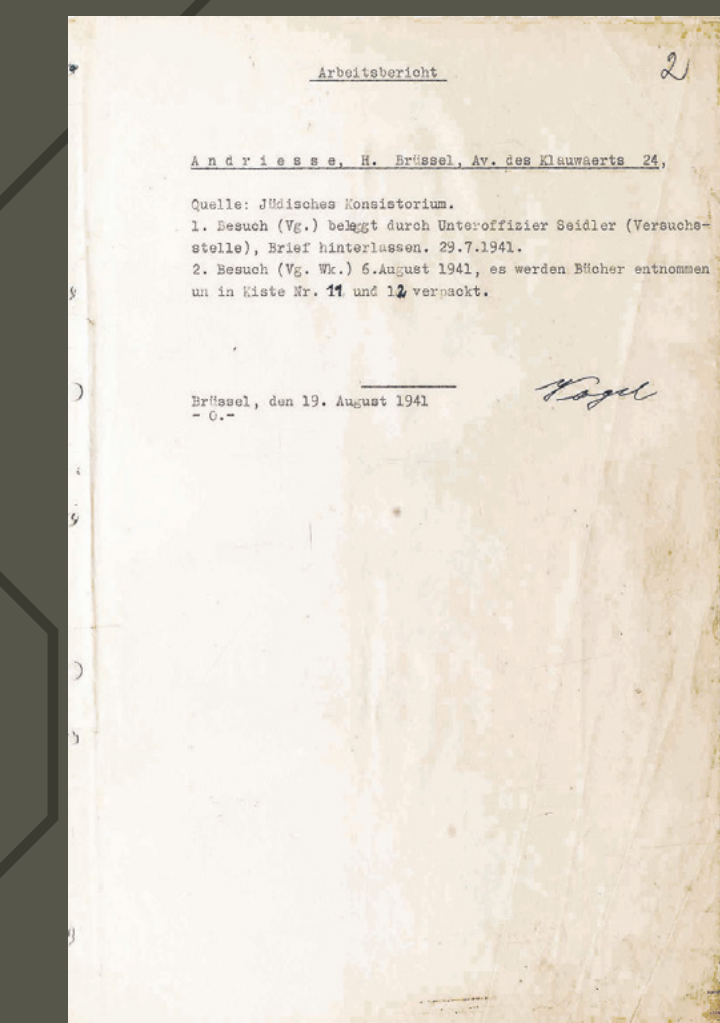 Arbeitsbericht
2
Andriesse, H. Brüssel, Av. des Klauwaerts 24,
Quelle: Jüdisches Konsistorium.
1. Besuch (Vg.) belegt durch Unteroffizier Seidler (Versuchs-
stelle), Brief hinterlassen. 29.7.1941.
2. Besuch (Vg. Wk.) 6.August 1941, es werden Bücher entnommen
un in Kiste Nr. 11 und 12 verpackt.
Vogel
Brüssel, den 19. August 1941
- O.-